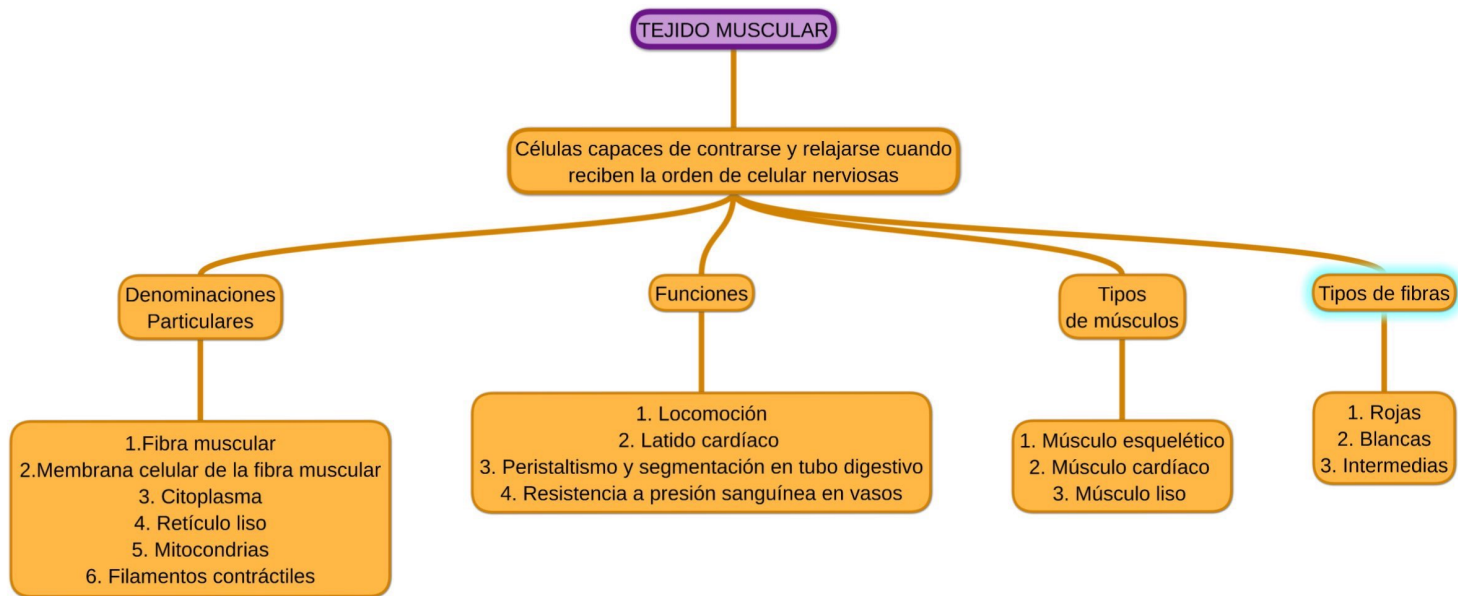 TEJIDO MUSCULAR
Células capaces de contrarse y relajarse cuando
reciben la orden de celular nerviosas
Denominaciones
Particulares
Funciones
Tipos
de músculos
Tipos de fibras
1.Fibra muscular
2.Membrana celular de la fibra muscular
3. Citoplasma
4. Retículo liso
5. Mitocondrias
6. Filamentos contráctiles
1. Locomoción
2. Latido cardíaco
3. Peristaltismo y segmentación en tubo digestivo
4. Resistencia a presión sanguínea en vasos
1. Músculo esquelético
2. Músculo cardíaco
3. Músculo liso
1. Rojas
2. Blancas
3. Intermedias